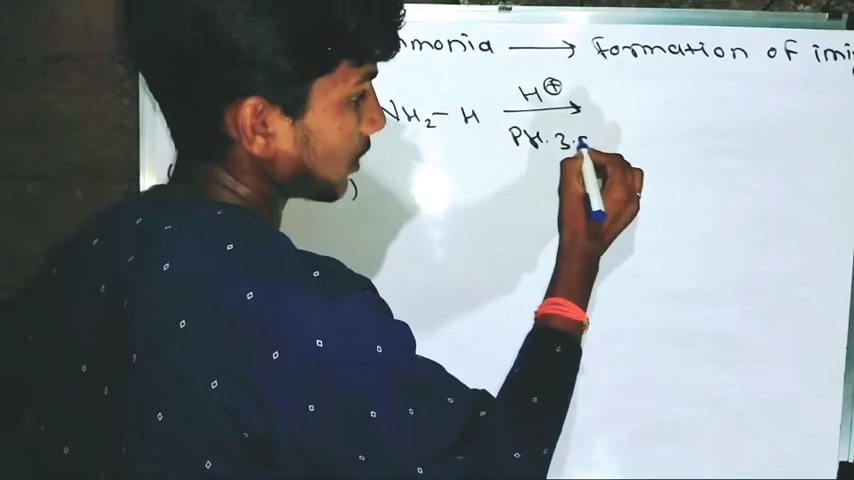 mmonia → Formation of imi
NH₂-H H⊕ →
PH. 3.5
)